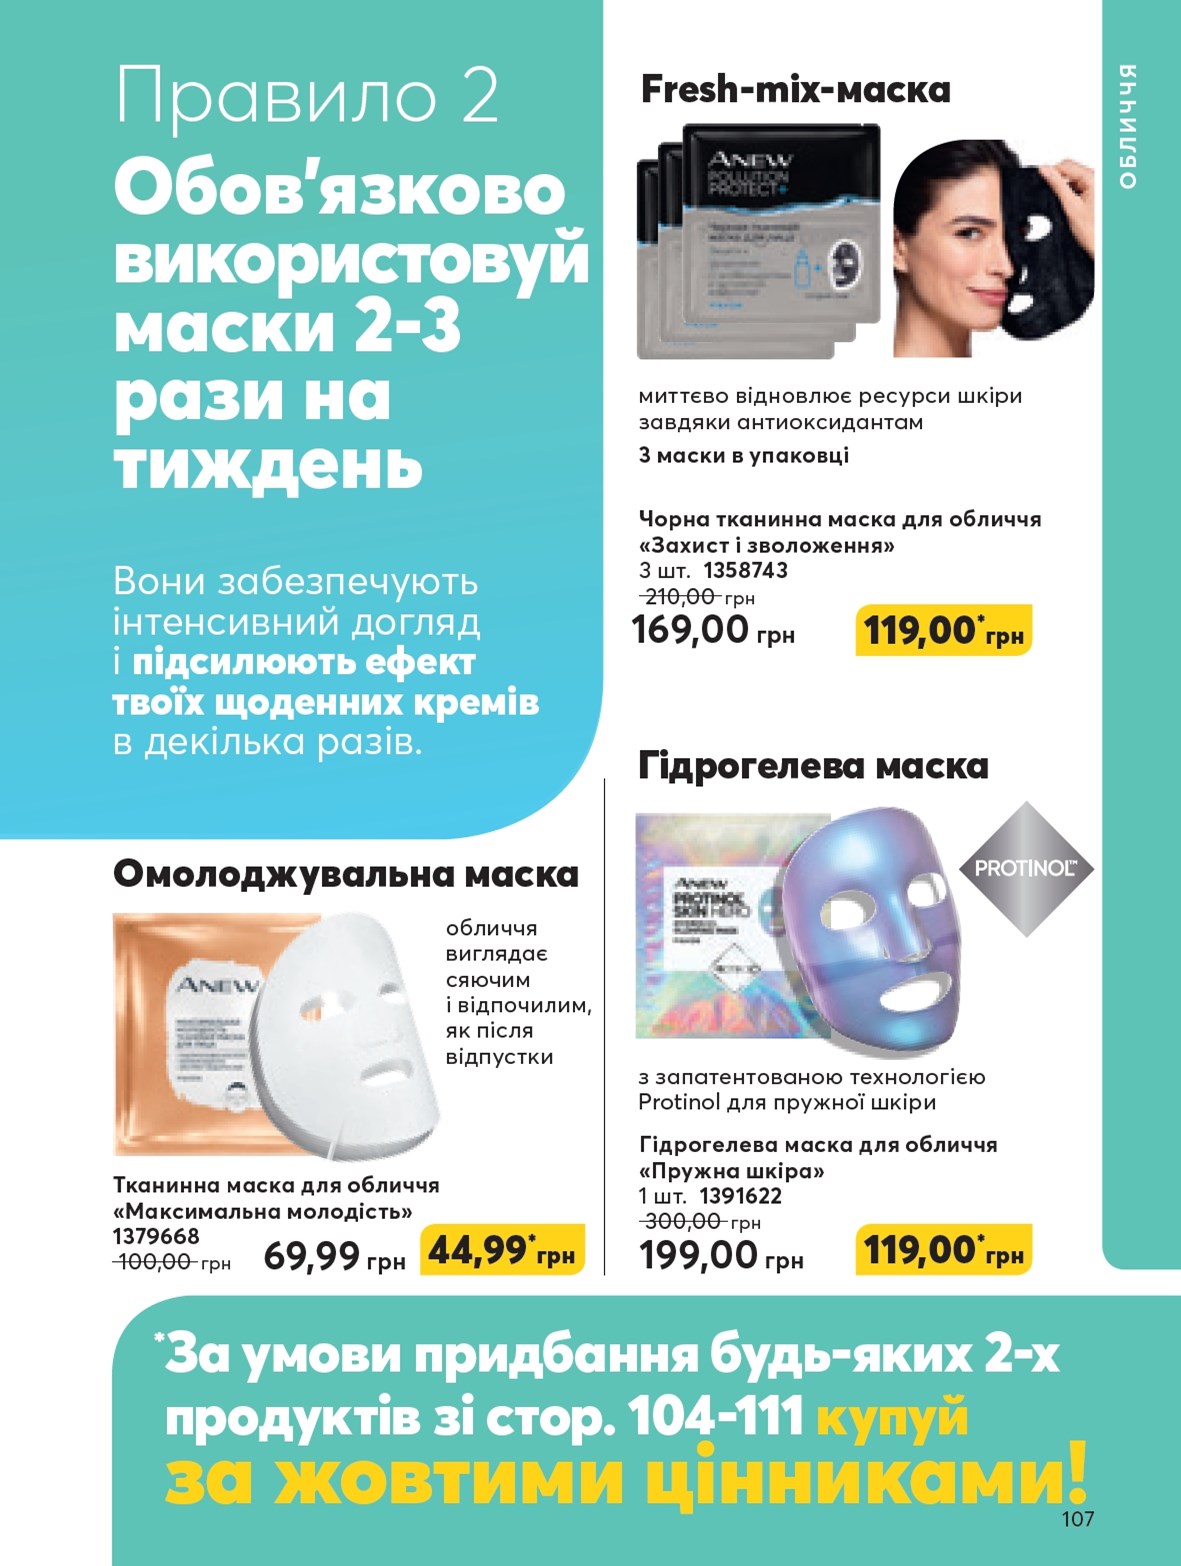 Правило 2
Обов’язково
використовуй
маски 2-3
рази на
тиждень
Вони забезпечують
інтенсивний догляд
і підсилюють ефект
твоїх щоденних кремів
в декілька разів.
ОБЛИЧЧЯ
Fresh-mix-маска
ANEW
POLLUTION
PROTECT+
миттєво відновлює ресурси шкіри
завдяки антиоксидантам
3 маски в упаковці
Чорна тканинна маска для обличчя
«Захист і зволоження»
3 шт. 1358743
210,00 грн
169,00 грн
119,00*грн
Омолоджувальна маска
ANEW
обличчя
виглядає
сяючим
і відпочилим,
як після
відпустки
Тканинна маска для обличчя
«Максимальна молодість»
1379668
100,00 грн
69,99 грн
44,99*грн
Гідрогелева маска
ANEW
PROTINOL
SKIN HERO
PROTINOL™
з запатентованою технологією
Protinol для пружної шкіри
Гідрогелева маска для обличчя
«Пружна шкіра»
1 шт. 1391622
300,00 грн
199,00 грн
119,00*грн
*За умови придбання будь-яких 2-х
продуктів зі стор. 104-111 купуй
за жовтими цінниками!
107